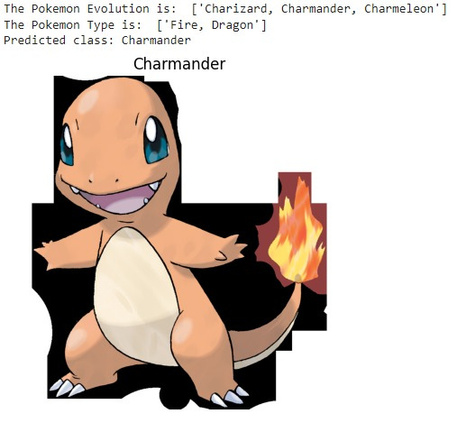 The Pokemon Evolution is:  ['Charizard, Charmander, Charmeleon']
The Pokemon Type is:  ['Fire, Dragon']
Predicted class: Charmander
Charmander